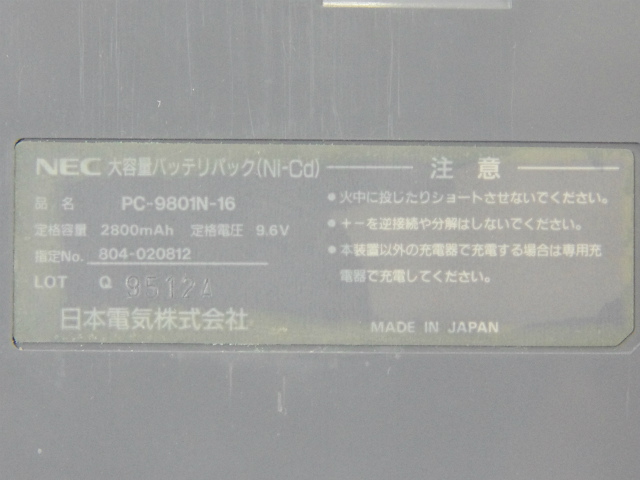 NEC 大容量バッテリパック(Ni-Cd)
品名 PC-9801N-16
定格容量 2800mAh 定格電圧 9.6V
指定No. 804-020812
LOT Q 9512A
日本電気株式会社
注意
●火中に投じたりショートさせないでください。
●+-を逆接続や分解はしないでください。
●本装置以外の充電器で充電する場合は専用充
電器で充電してください。
MADE IN JAPAN